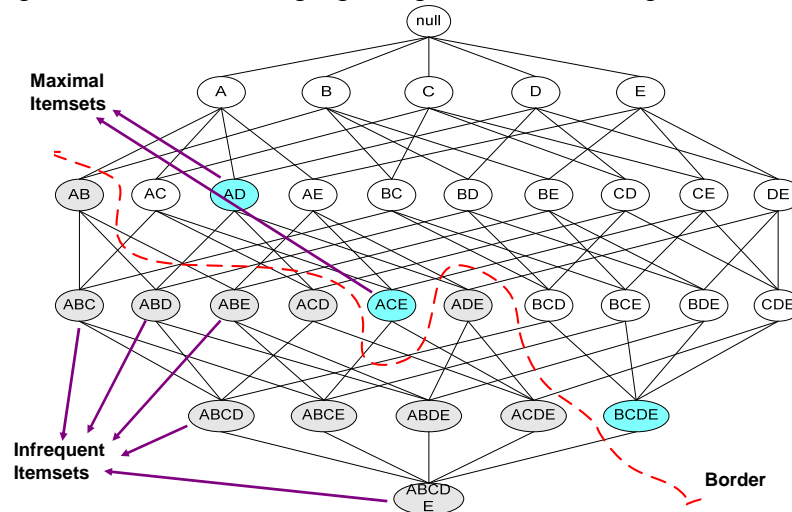 null
Maximal
Itemsets
A B C D E
AB AC AD AE BC BD BE CD CE DE
ABC ABD ABE ACD ACE ADE BCD BCE BDE CDE
ABCD ABCE ABDE ACDE BCDE
Infrequent
Itemsets
Border
ABCD
E